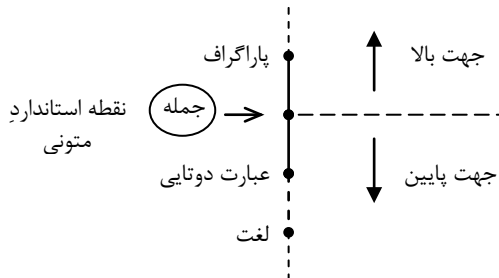 جهت بالا
پاراگراف
جمله
نقطه استانداردِ
متونی
جهت پایین
عبارت دوتایی
لغت